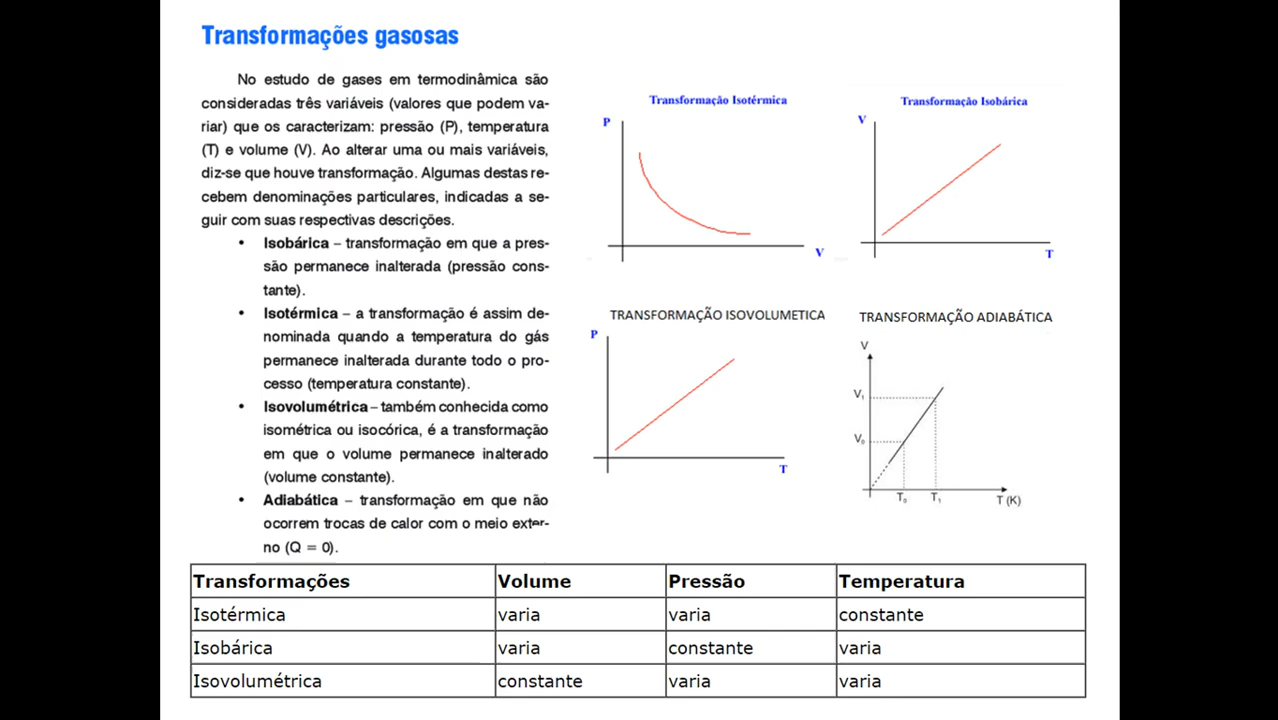 Transformações gasosas
No estudo de gases em termodinâmica são
consideradas três variáveis (valores que podem va-
riar) que os caracterizam: pressão (P), temperatura
(T) e volume (V). Ao alterar uma ou mais variáveis,
diz-se que houve transformação. Algumas destas re-
cebem denominações particulares, indicadas a se-
guir com suas respectivas descrições.
• Isobárica – transformação em que a pres-
são permanece inalterada (pressão cons-
tante).
• Isotérmica – a transformação é assim de-
nominada quando a temperatura do gás
permanece inalterada durante todo o pro-
cesso (temperatura constante).
• Isovolumétrica – também conhecida como
isométrica ou isocórica, é a transformação
em que o volume permanece inalterado
(volume constante).
• Adiabática – transformação em que não
ocorrem trocas de calor com o meio exter-
no (Q = 0).
Transformação Isotérmica
P
V
Transformação Isobárica
V
T
TRANSFORMAÇÃO ISOVOLUMETICA
P
T
TRANSFORMAÇÃO ADIABÁTICA
V
V₁
V₀
T₀ T₁ T (K)
Transformações Volume Pressão Temperatura
Isotérmica varia varia constante
Isobárica varia constante varia
Isovolumétrica constante varia varia